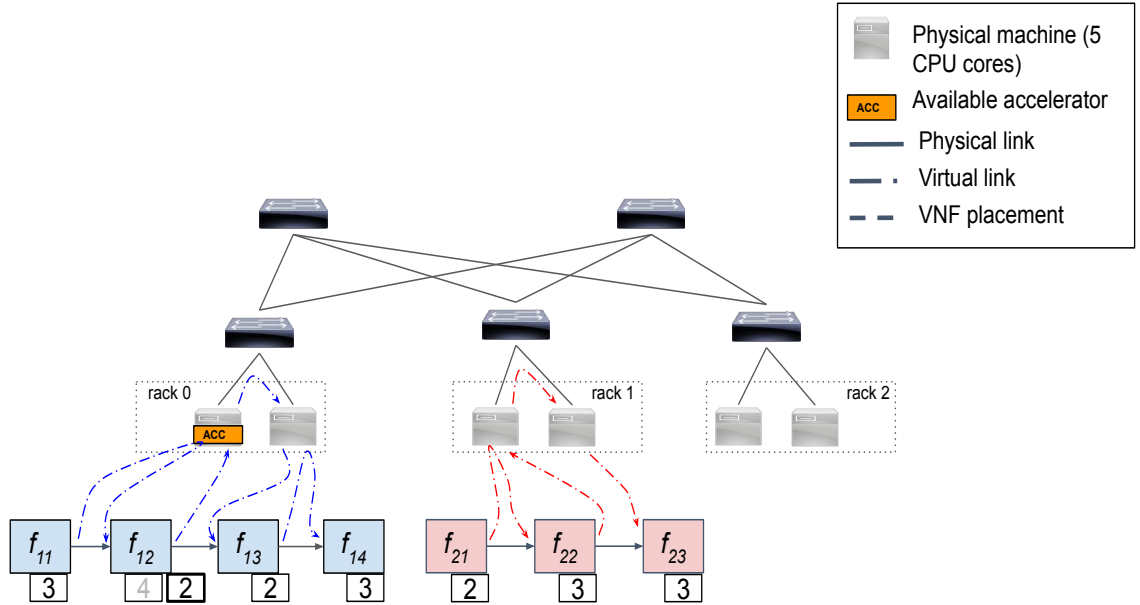 Physical machine (5
CPU cores)
ACC Available accelerator
Physical link
Virtual link
VNF placement
rack 0
rack 1
rack 2
ACC
f11 f12 f13 f14 f21 f22 f23
3 4 2 2 3 2 3 3